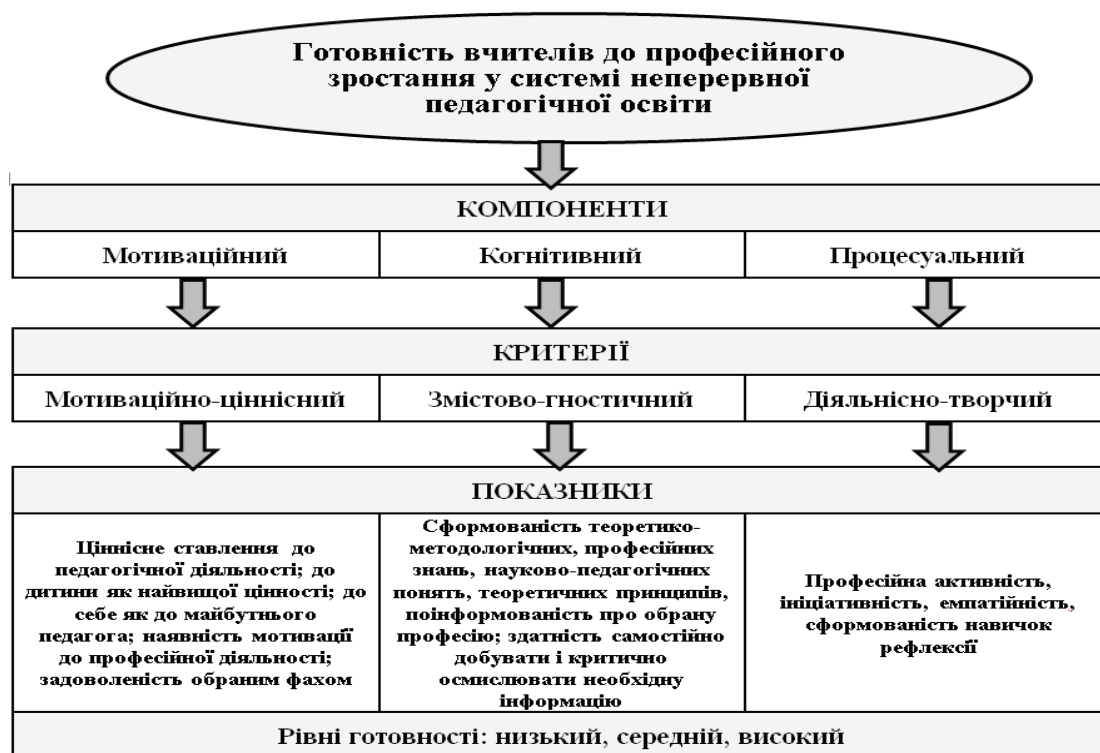 Готовність вчителів до професійного
зростання у системі неперервної
педагогічної освіти
КОМПОНЕНТИ
Мотиваційний
Когнітивний
Процесуальний
КРИТЕРІЇ
Мотиваційно-ціннісний
Змістово-гностичний
Діяльнісно-творчий
ПОКАЗНИКИ
Ціннісне ставлення до
педагогічної діяльності; до
дитини як найвищої цінності; до
себе як до майбутнього
педагога; наявність мотивації
до професійної діяльності;
задоволеність обраним фахом
Сформованість теоретико-
методологічних, професійних
знань, науково-педагогічних
понять, теоретичних принципів,
поінформованість про обрану
професію; здатність самостійно
добувати і критично
осмислювати необхідну
інформацію
Професійна активність,
ініціативність, емпатійність,
сформованість навичок
рефлексії
Рівні готовності: низький, середній, високий